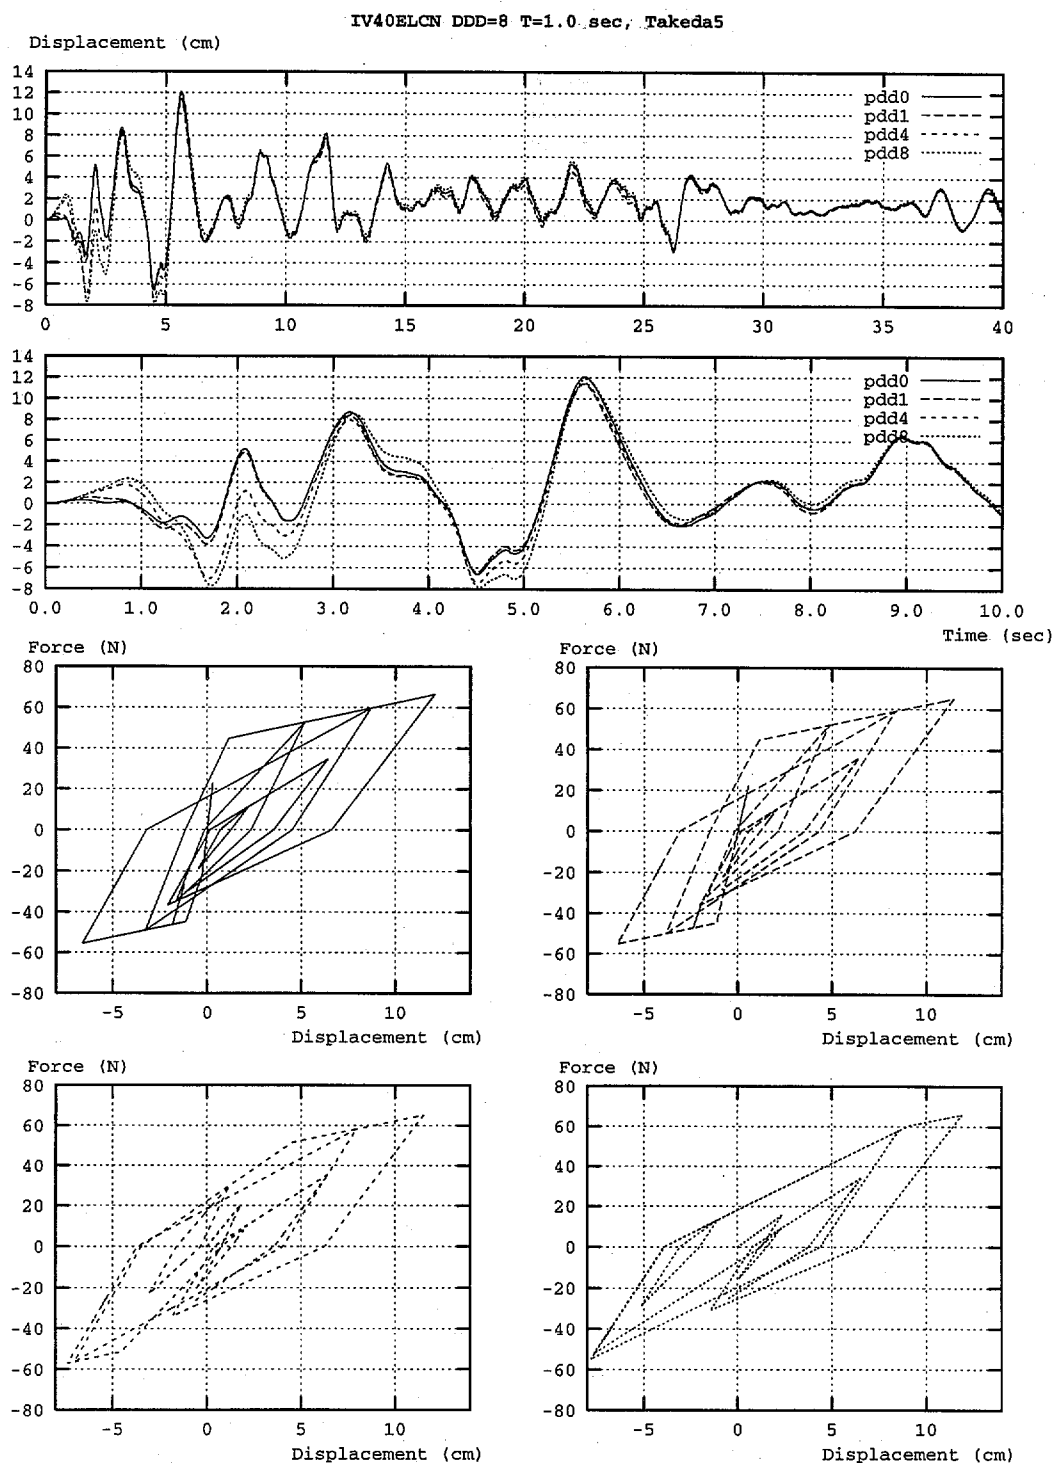 IV40ELCN DDD=8 T=1.0 sec, Takeda5
Displacement (cm)
14
12
10
8
6
4
2
0
-2
-4
-6
-8
pdd0
pdd1
pdd4
pdd8
0 5 10 15 20 25 30 35 40
14
12
10
8
6
4
2
0
-2
-4
-6
-8
pdd0
pdd1
pdd4
pdd8
0.0 1.0 2.0 3.0 4.0 5.0 6.0 7.0 8.0 9.0 10.0
Time (sec)
Force (N)
80
60
40
20
0
-20
-40
-60
-80
-5 0 5 10
Displacement (cm)
Force (N)
80
60
40
20
0
-20
-40
-60
-80
-5 0 5 10
Displacement (cm)
Force (N)
80
60
40
20
0
-20
-40
-60
-80
-5 0 5 10
Displacement (cm)
Force (N)
80
60
40
20
0
-20
-40
-60
-80
-5 0 5 10
Displacement (cm)